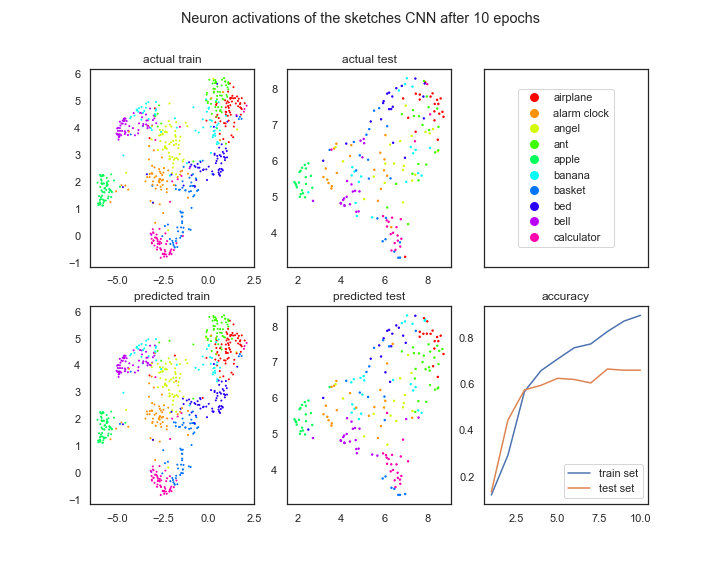 Neuron activations of the sketches CNN after 10 epochs
actual train
6
5
4
3
2
1
0
−1
−5.0 −2.5 0.0 2.5
actual test
8
7
6
5
4
2 4 6 8
airplane
alarm clock
angel
ant
apple
banana
basket
bed
bell
calculator
predicted train
6
5
4
3
2
1
0
−1
−5.0 −2.5 0.0 2.5
predicted test
8
7
6
5
4
2 4 6 8
accuracy
0.8
0.6
0.4
0.2
train set
test set
2.5 5.0 7.5 10.0